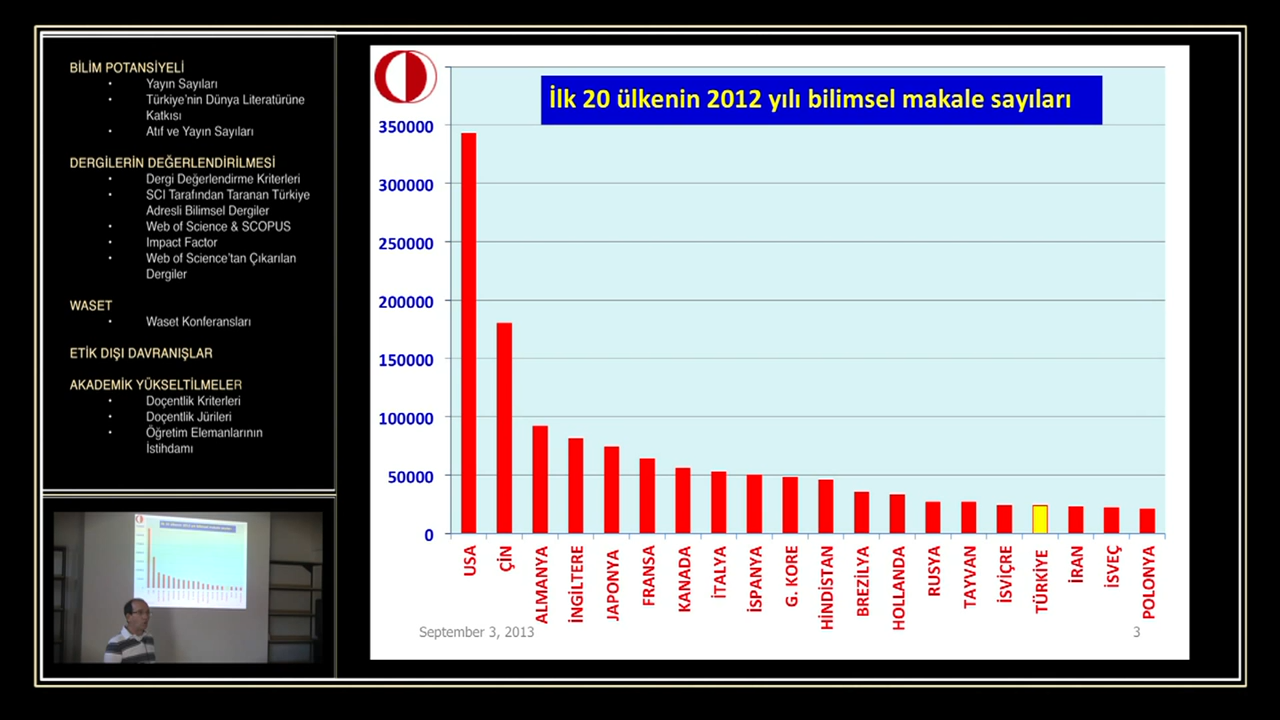 BİLİM POTANSİYELİ
• Yayın Sayıları
• Türkiye'nin Dünya Literatürüne
Katkısı
• Atıf ve Yayın Sayıları
DERGİLERİN DEĞERLENDİRİLMESİ
• Dergi Değerlendirme Kriterleri
• SCI Tarafından Taranan Türkiye
Adresli Bilimsel Dergiler
• Web of Science & SCOPUS
• Impact Factor
• Web of Science'tan Çıkarılan
Dergiler
WASET
• Waset Konferansları
ETİK DIŞI DAVRANIŞLAR
AKADEMİK YÜKSELTİLMELER
• Doçentlik Kriterleri
• Doçentlik Jürileri
• Öğretim Elemanlarının
İstihdamı
İlk 20 ülkenin 2012 yılı bilimsel makale sayıları
350000
300000
250000
200000
150000
100000
50000
0
USA
ÇİN
ALMANYA
İNGİLTERE
JAPONYA
FRANSA
KANADA
İTALYA
İSPANYA
G. KORE
HİNDİSTAN
BREZİLYA
HOLLANDA
RUSYA
TAYVAN
İSVİÇRE
TÜRKİYE
İRAN
İSVEÇ
POLONYA
September 3, 2013
3